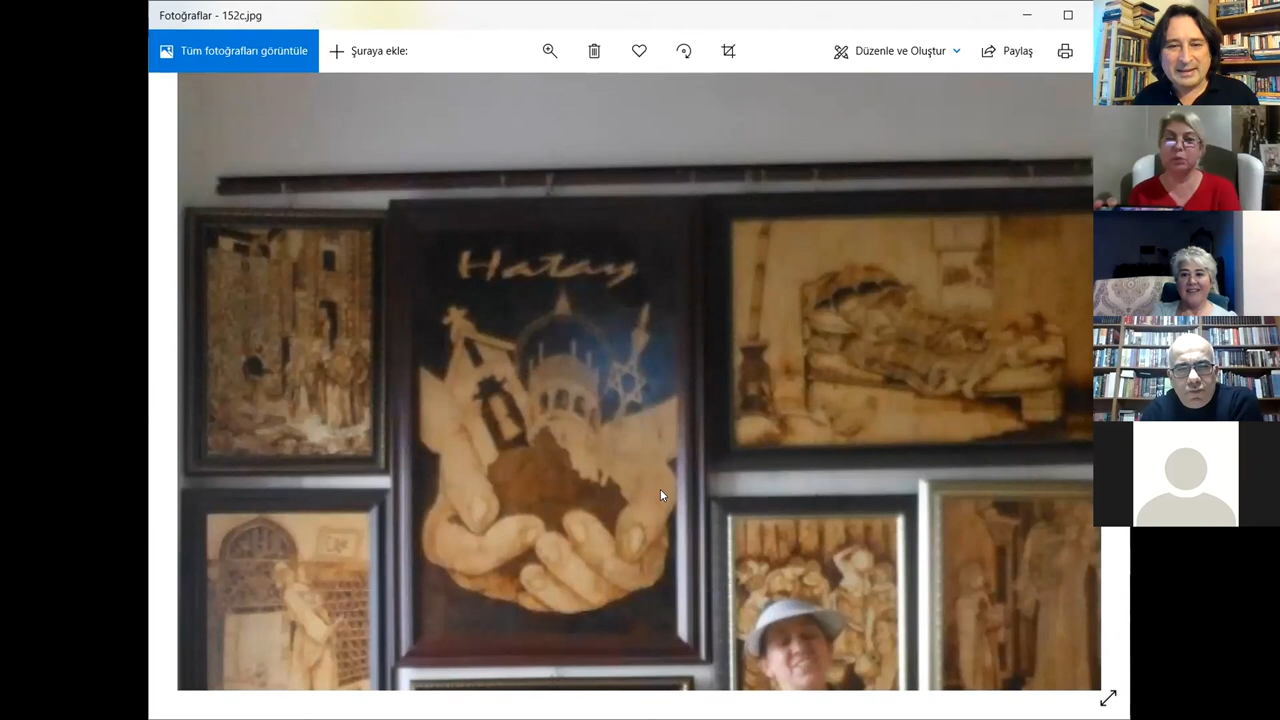 Fotoğraflar - 152c.jpg
Tüm fotoğrafları görüntüle
Şuraya ekle:
Düzenle ve Oluştur
Paylaş
Hatay